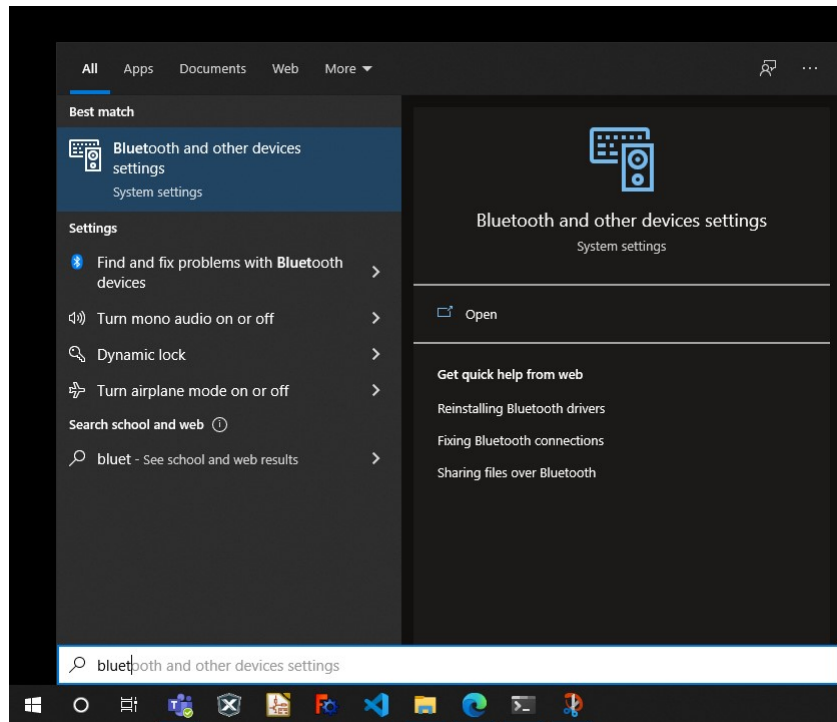 All Apps Documents Web More
Best match
Bluetooth and other devices
settings
System settings
Settings
Find and fix problems with Bluetooth
devices
Turn mono audio on or off
Dynamic lock
Turn airplane mode on or off
Search school and web
bluet - See school and web results
Bluetooth and other devices settings
System settings
Open
Get quick help from web
Reinstalling Bluetooth drivers
Fixing Bluetooth connections
Sharing files over Bluetooth
bluetooth and other devices settings